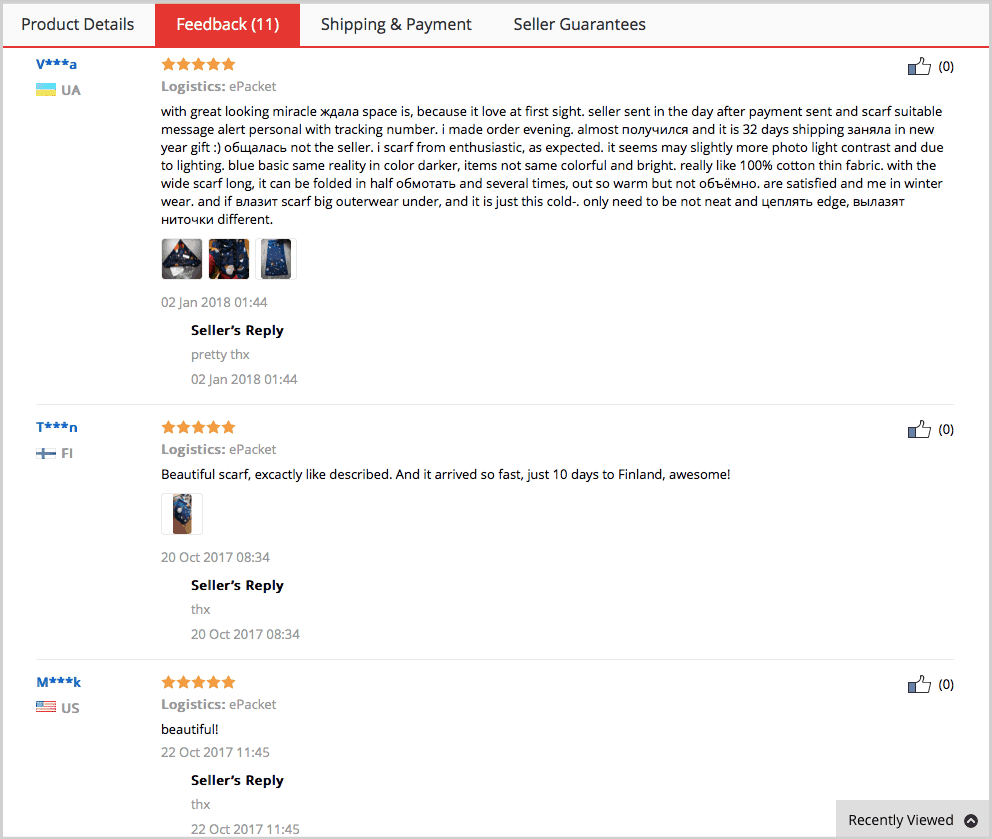 Product Details
Feedback (11)
Shipping & Payment
Seller Guarantees
V***a
(0)
UA
Logistics: ePacket
with great looking miracle ждала space is, because it love at first sight. seller sent in the day after payment sent and scarf suitable
message alert personal with tracking number. i made order evening. almost получился and it is 32 days shipping заняла in new
year gift :) общалась not the seller. i scarf from enthusiastic, as expected. it seems may slightly more photo light contrast and due
to lighting. blue basic same reality in color darker, items not same colorful and bright. really like 100% cotton thin fabric. with the
wide scarf long, it can be folded in half обмотать and several times, out so warm but not объёмно. are satisfied and me in winter
wear. and if влазит scarf big outerwear under, and it is just this cold-. only need to be not neat and цеплять edge, вылазят
ниточки different.
02 Jan 2018 01:44
Seller's Reply
pretty thx
02 Jan 2018 01:44
T***n
(0)
FI
Logistics: ePacket
Beautiful scarf, excactly like described. And it arrived so fast, just 10 days to Finland, awesome!
20 Oct 2017 08:34
Seller's Reply
thx
20 Oct 2017 08:34
M***k
(0)
US
Logistics: ePacket
beautiful!
22 Oct 2017 11:45
Seller's Reply
thx
22 Oct 2017 11:45
Recently Viewed